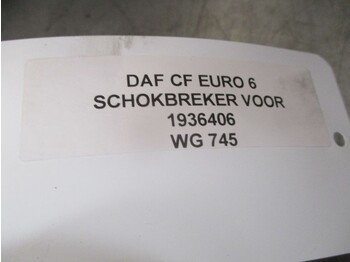 DAF CF EURO 6
SCHOKBREKER VOOR
1936406
WG 745